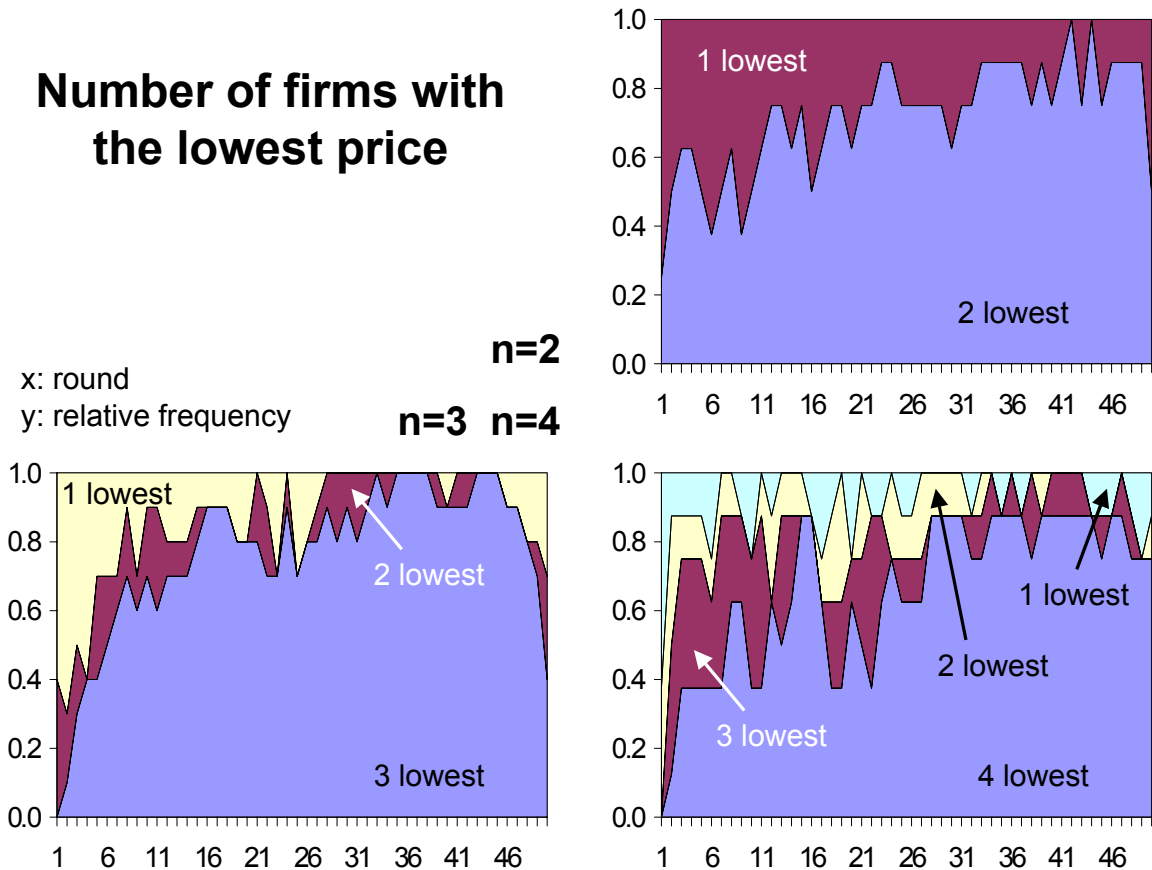 Number of firms with
the lowest price
x: round
y: relative frequency
n=2
n=3 n=4
1.0
0.8
0.6
0.4
0.2
0.0
1 lowest
2 lowest
1 6 11 16 21 26 31 36 41 46
1.0
0.8
0.6
0.4
0.2
0.0
1 lowest
2 lowest
3 lowest
1 6 11 16 21 26 31 36 41 46
1.0
0.8
0.6
0.4
0.2
0.0
1 lowest
2 lowest
3 lowest
4 lowest
1 6 11 16 21 26 31 36 41 46